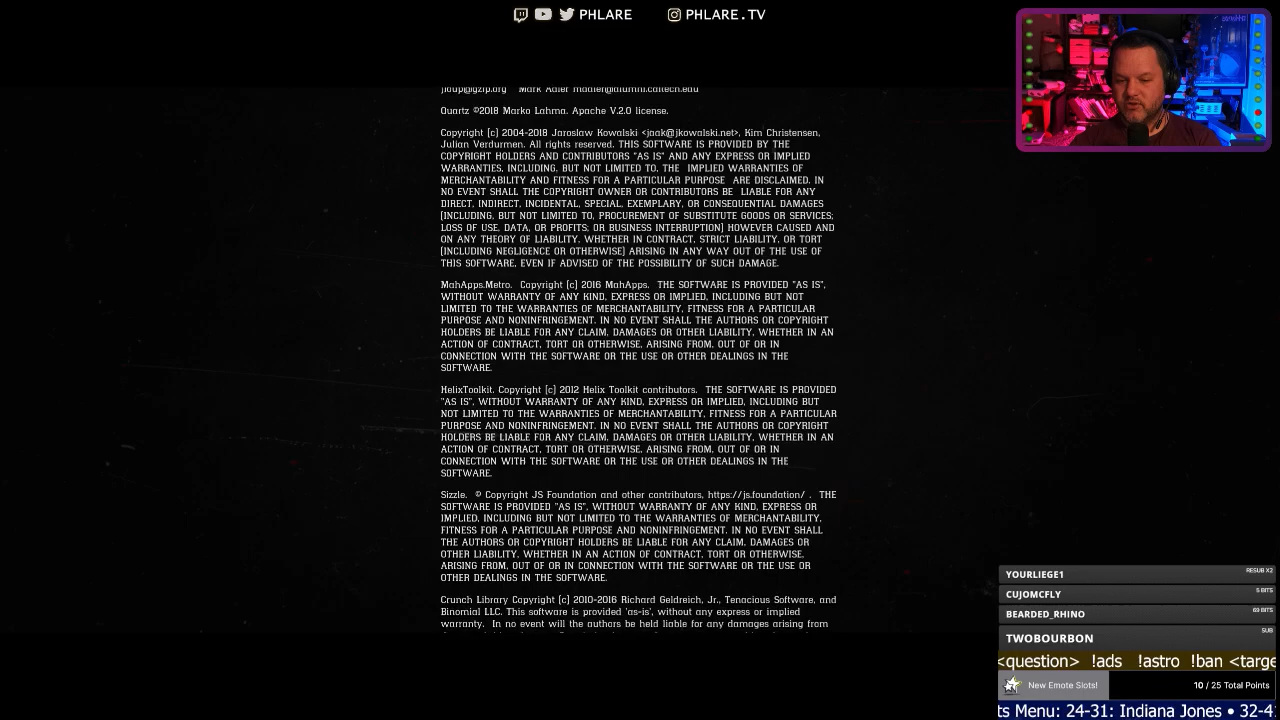 PHLARE PHLARE.TV
jloup@gzip.org Mark Adler madler@alumni.caltech.edu
Quartz ©2018 Marko Lahma. Apache V.2.0 license.
Copyright [c] 2004-2018 Jaroslaw Kowalski <jaak@jkowalski.net>, Kim Christensen,
Julian Verdurmen. All rights reserved. THIS SOFTWARE IS PROVIDED BY THE
COPYRIGHT HOLDERS AND CONTRIBUTORS "AS IS" AND ANY EXPRESS OR IMPLIED
WARRANTIES, INCLUDING, BUT NOT LIMITED TO, THE IMPLIED WARRANTIES OF
MERCHANTABILITY AND FITNESS FOR A PARTICULAR PURPOSE ARE DISCLAIMED. IN
NO EVENT SHALL THE COPYRIGHT OWNER OR CONTRIBUTORS BE LIABLE FOR ANY
DIRECT, INDIRECT, INCIDENTAL, SPECIAL, EXEMPLARY, OR CONSEQUENTIAL DAMAGES
[INCLUDING, BUT NOT LIMITED TO, PROCUREMENT OF SUBSTITUTE GOODS OR SERVICES;
LOSS OF USE, DATA, OR PROFITS; OR BUSINESS INTERRUPTION] HOWEVER CAUSED AND
ON ANY THEORY OF LIABILITY, WHETHER IN CONTRACT, STRICT LIABILITY, OR TORT
[INCLUDING NEGLIGENCE OR OTHERWISE] ARISING IN ANY WAY OUT OF THE USE OF
THIS SOFTWARE, EVEN IF ADVISED OF THE POSSIBILITY OF SUCH DAMAGE.
MahApps.Metro. Copyright [c] 2016 MahApps. THE SOFTWARE IS PROVIDED "AS IS",
WITHOUT WARRANTY OF ANY KIND, EXPRESS OR IMPLIED, INCLUDING BUT NOT
LIMITED TO THE WARRANTIES OF MERCHANTABILITY, FITNESS FOR A PARTICULAR
PURPOSE AND NONINFRINGEMENT. IN NO EVENT SHALL THE AUTHORS OR COPYRIGHT
HOLDERS BE LIABLE FOR ANY CLAIM, DAMAGES OR OTHER LIABILITY, WHETHER IN AN
ACTION OF CONTRACT, TORT OR OTHERWISE, ARISING FROM, OUT OF OR IN
CONNECTION WITH THE SOFTWARE OR THE USE OR OTHER DEALINGS IN THE
SOFTWARE.
HelixToolkit. Copyright [c] 2012 Helix Toolkit contributors. THE SOFTWARE IS PROVIDED
"AS IS", WITHOUT WARRANTY OF ANY KIND, EXPRESS OR IMPLIED, INCLUDING BUT
NOT LIMITED TO THE WARRANTIES OF MERCHANTABILITY, FITNESS FOR A PARTICULAR
PURPOSE AND NONINFRINGEMENT. IN NO EVENT SHALL THE AUTHORS OR COPYRIGHT
HOLDERS BE LIABLE FOR ANY CLAIM, DAMAGES OR OTHER LIABILITY, WHETHER IN AN
ACTION OF CONTRACT, TORT OR OTHERWISE, ARISING FROM, OUT OF OR IN
CONNECTION WITH THE SOFTWARE OR THE USE OR OTHER DEALINGS IN THE
SOFTWARE.
Sizzle. © Copyright JS Foundation and other contributors, https://js.foundation/ . THE
SOFTWARE IS PROVIDED "AS IS", WITHOUT WARRANTY OF ANY KIND, EXPRESS OR
IMPLIED, INCLUDING BUT NOT LIMITED TO THE WARRANTIES OF MERCHANTABILITY,
FITNESS FOR A PARTICULAR PURPOSE AND NONINFRINGEMENT. IN NO EVENT SHALL
THE AUTHORS OR COPYRIGHT HOLDERS BE LIABLE FOR ANY CLAIM, DAMAGES OR
OTHER LIABILITY, WHETHER IN AN ACTION OF CONTRACT, TORT OR OTHERWISE,
ARISING FROM, OUT OF OR IN CONNECTION WITH THE SOFTWARE OR THE USE OR
OTHER DEALINGS IN THE SOFTWARE.
Crunch Library Copyright [c] 2010-2016 Richard Geldreich, Jr., Tenacious Software, and
Binomial LLC. This software is provided 'as-is', without any express or implied
warranty. In no event will the authors be held liable for any damages arising from
YOURLIEGE1 RESUB X2
CUJOMCFLY 5 BITS
BEARDED_RHINO 69 BITS
TWOBOURBON SUB
<question> !ads !astro !ban <targe
New Emote Slots! 10 / 25 Total Points
ts Menu: 24-31: Indiana Jones • 32-4